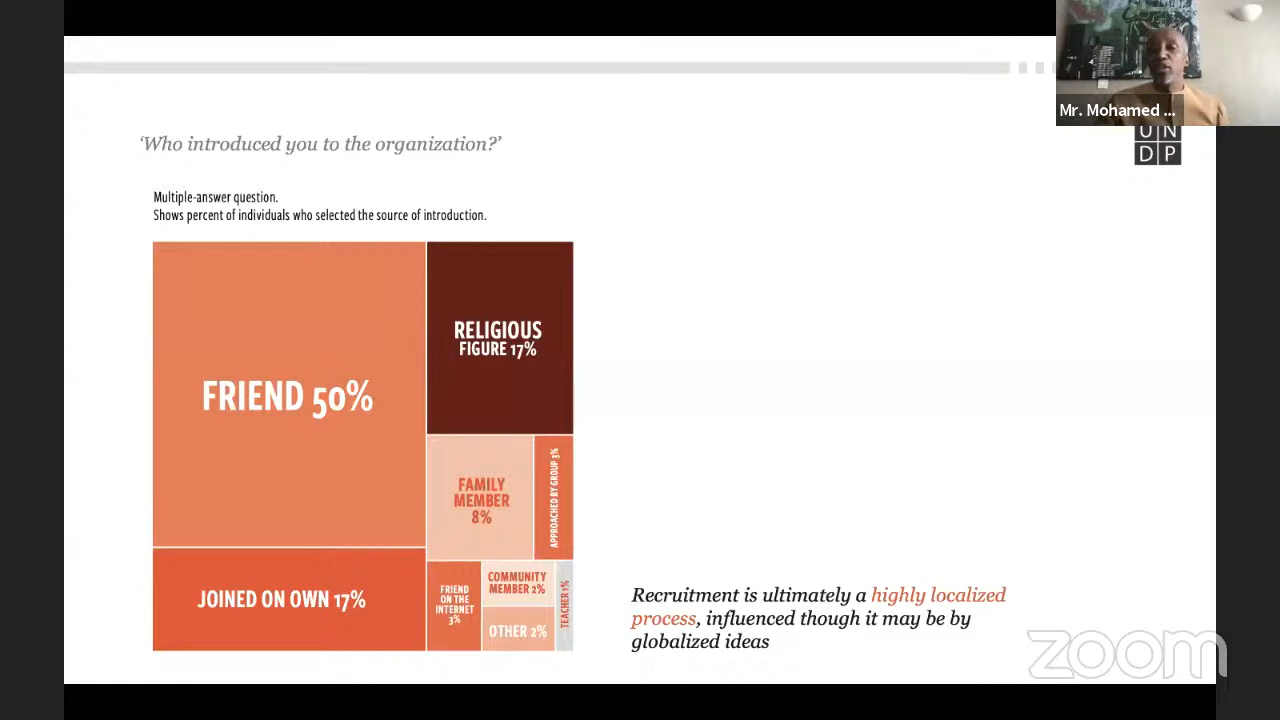 Mr. Mohamed ...
UN
DP
‘Who introduced you to the organization?’
Multiple-answer question.
Shows percent of individuals who selected the source of introduction.
FRIEND 50%
RELIGIOUS
FIGURE 17%
FAMILY
MEMBER
8%
APPROACHED BY GROUP 3%
JOINED ON OWN 17%
FRIEND
ON THE
INTERNET
3%
COMMUNITY
MEMBER 2%
OTHER 2%
TEACHER 1%
Recruitment is ultimately a highly localized
process, influenced though it may be by
globalized ideas
zoom